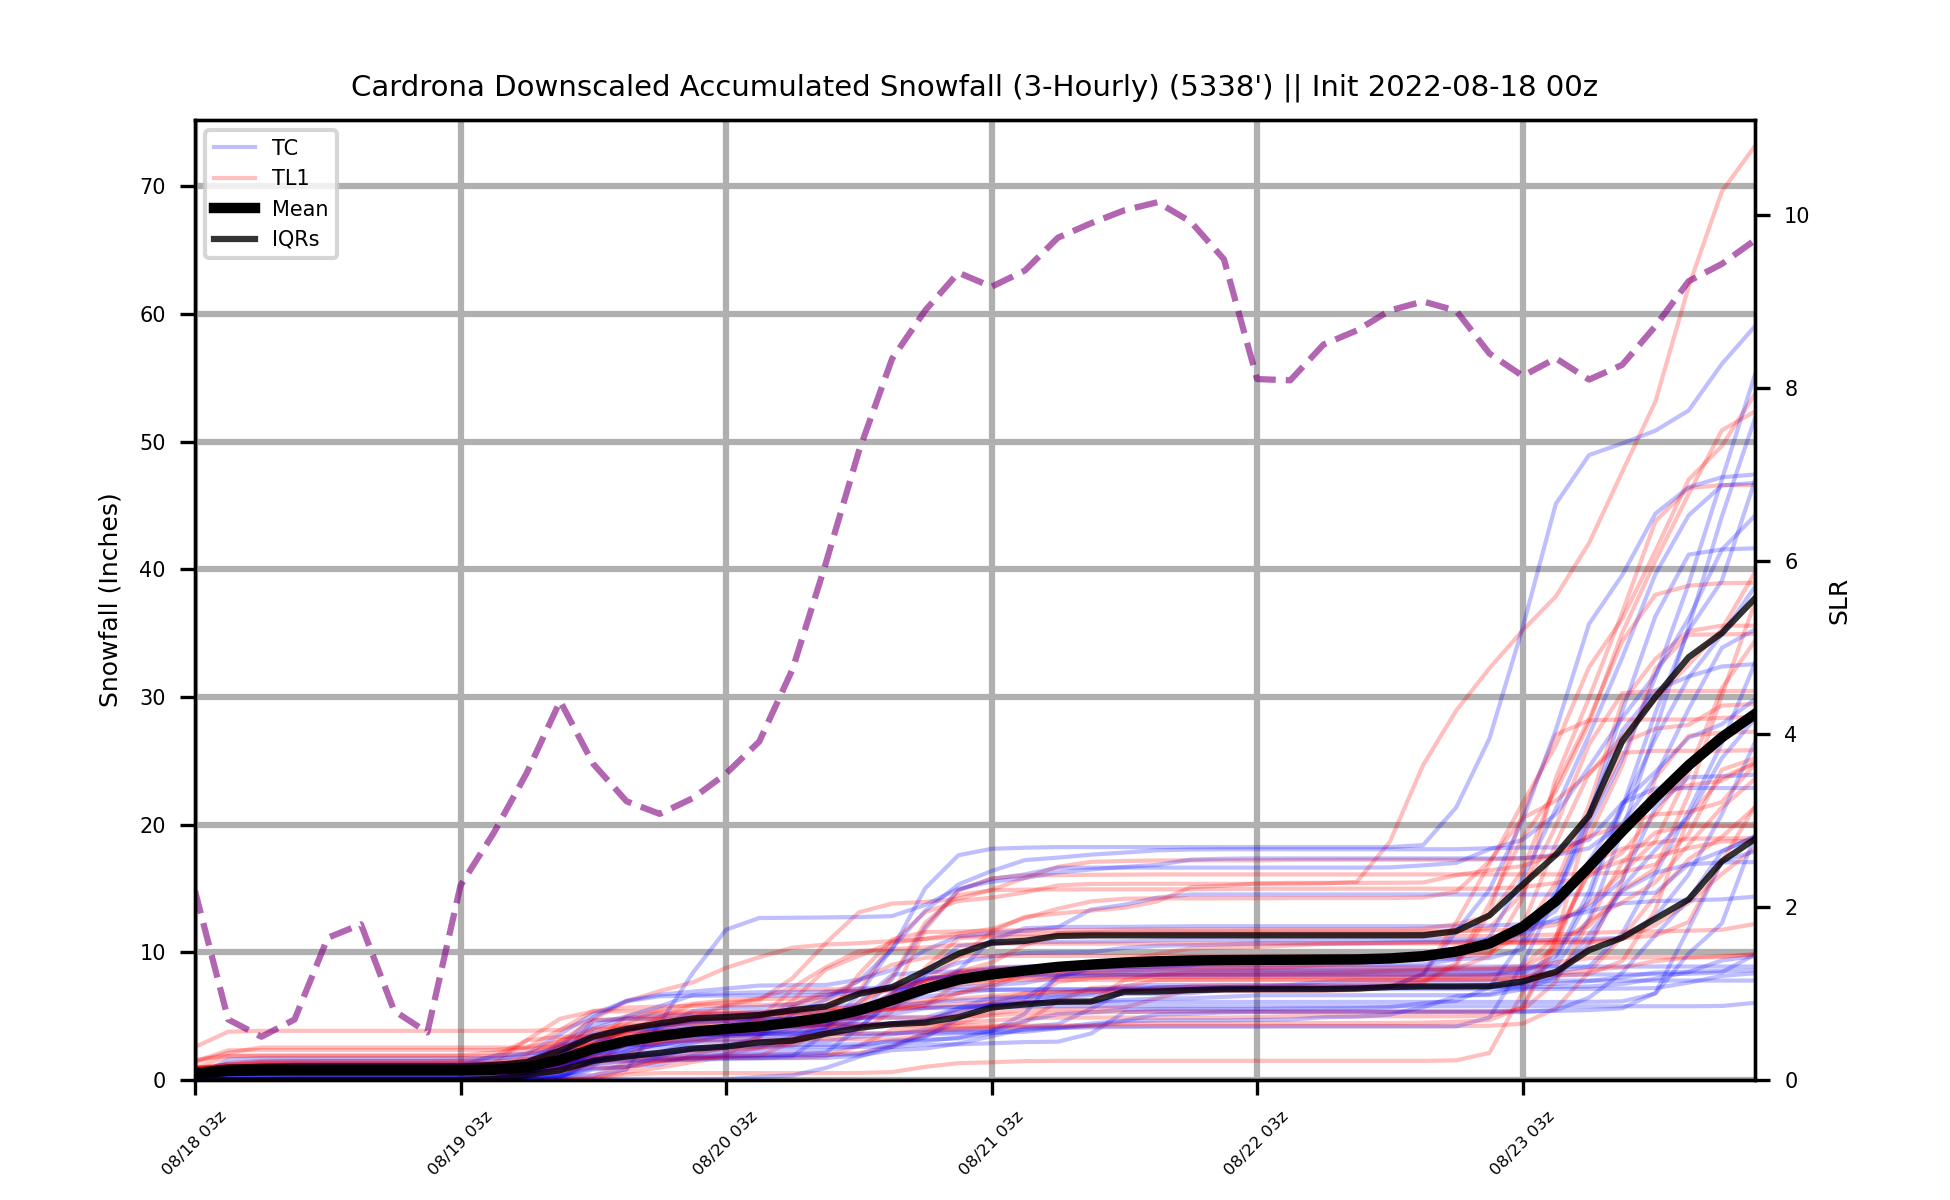 Cardrona Downscaled Accumulated Snowfall (3-Hourly) (5338') || Init 2022-08-18 00z
TC
TL1
Mean
IQRs
70
60
50
40
30
20
10
0
Snowfall (Inches)
10
8
6
4
2
0
SLR
08/18 03z
08/19 03z
08/20 03z
08/21 03z
08/22 03z
08/23 03z